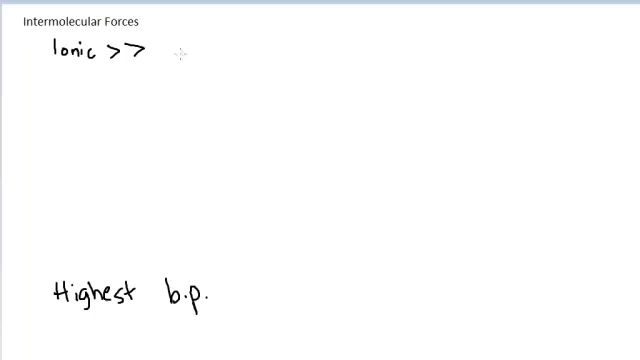 Intermolecular Forces
Ionic >>
Highest b.p.